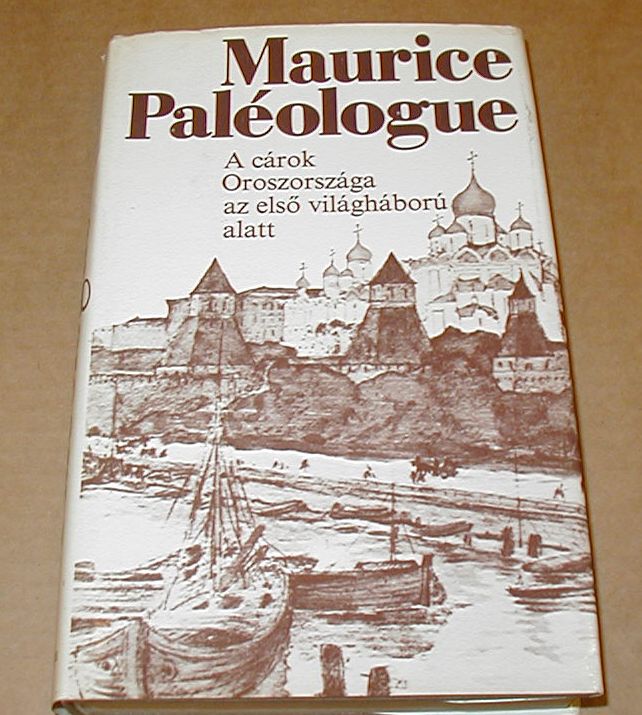 Maurice
Paléologue
A cárok
Oroszországa
az első világháború
alatt